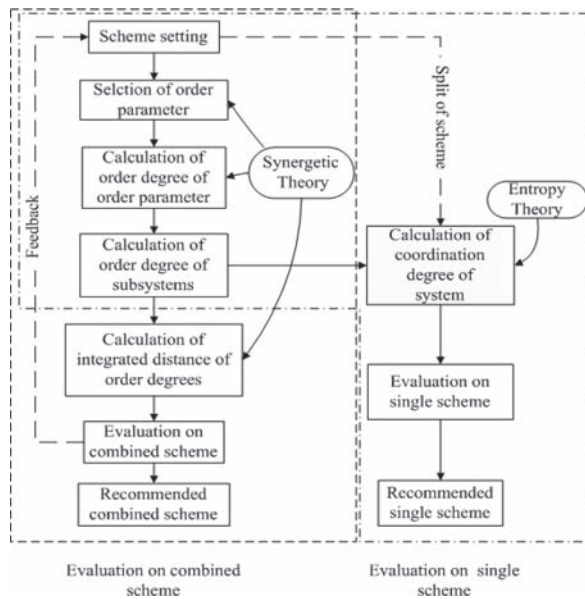 Scheme setting
Selction of order
parameter
Calculation of
order degree of
order parameter
Synergetic
Theory
Split of scheme
Feedback
Entropy
Theory
Calculation of
order degree of
subsystems
Calculation of
coordination
degree of
system
Calculation of
integrated distance of
order degrees
Evaluation on
single scheme
Evaluation on
combined scheme
Recommended
combined scheme
Recommended
single scheme
Evaluation on combined
scheme
Evaluation on single
scheme